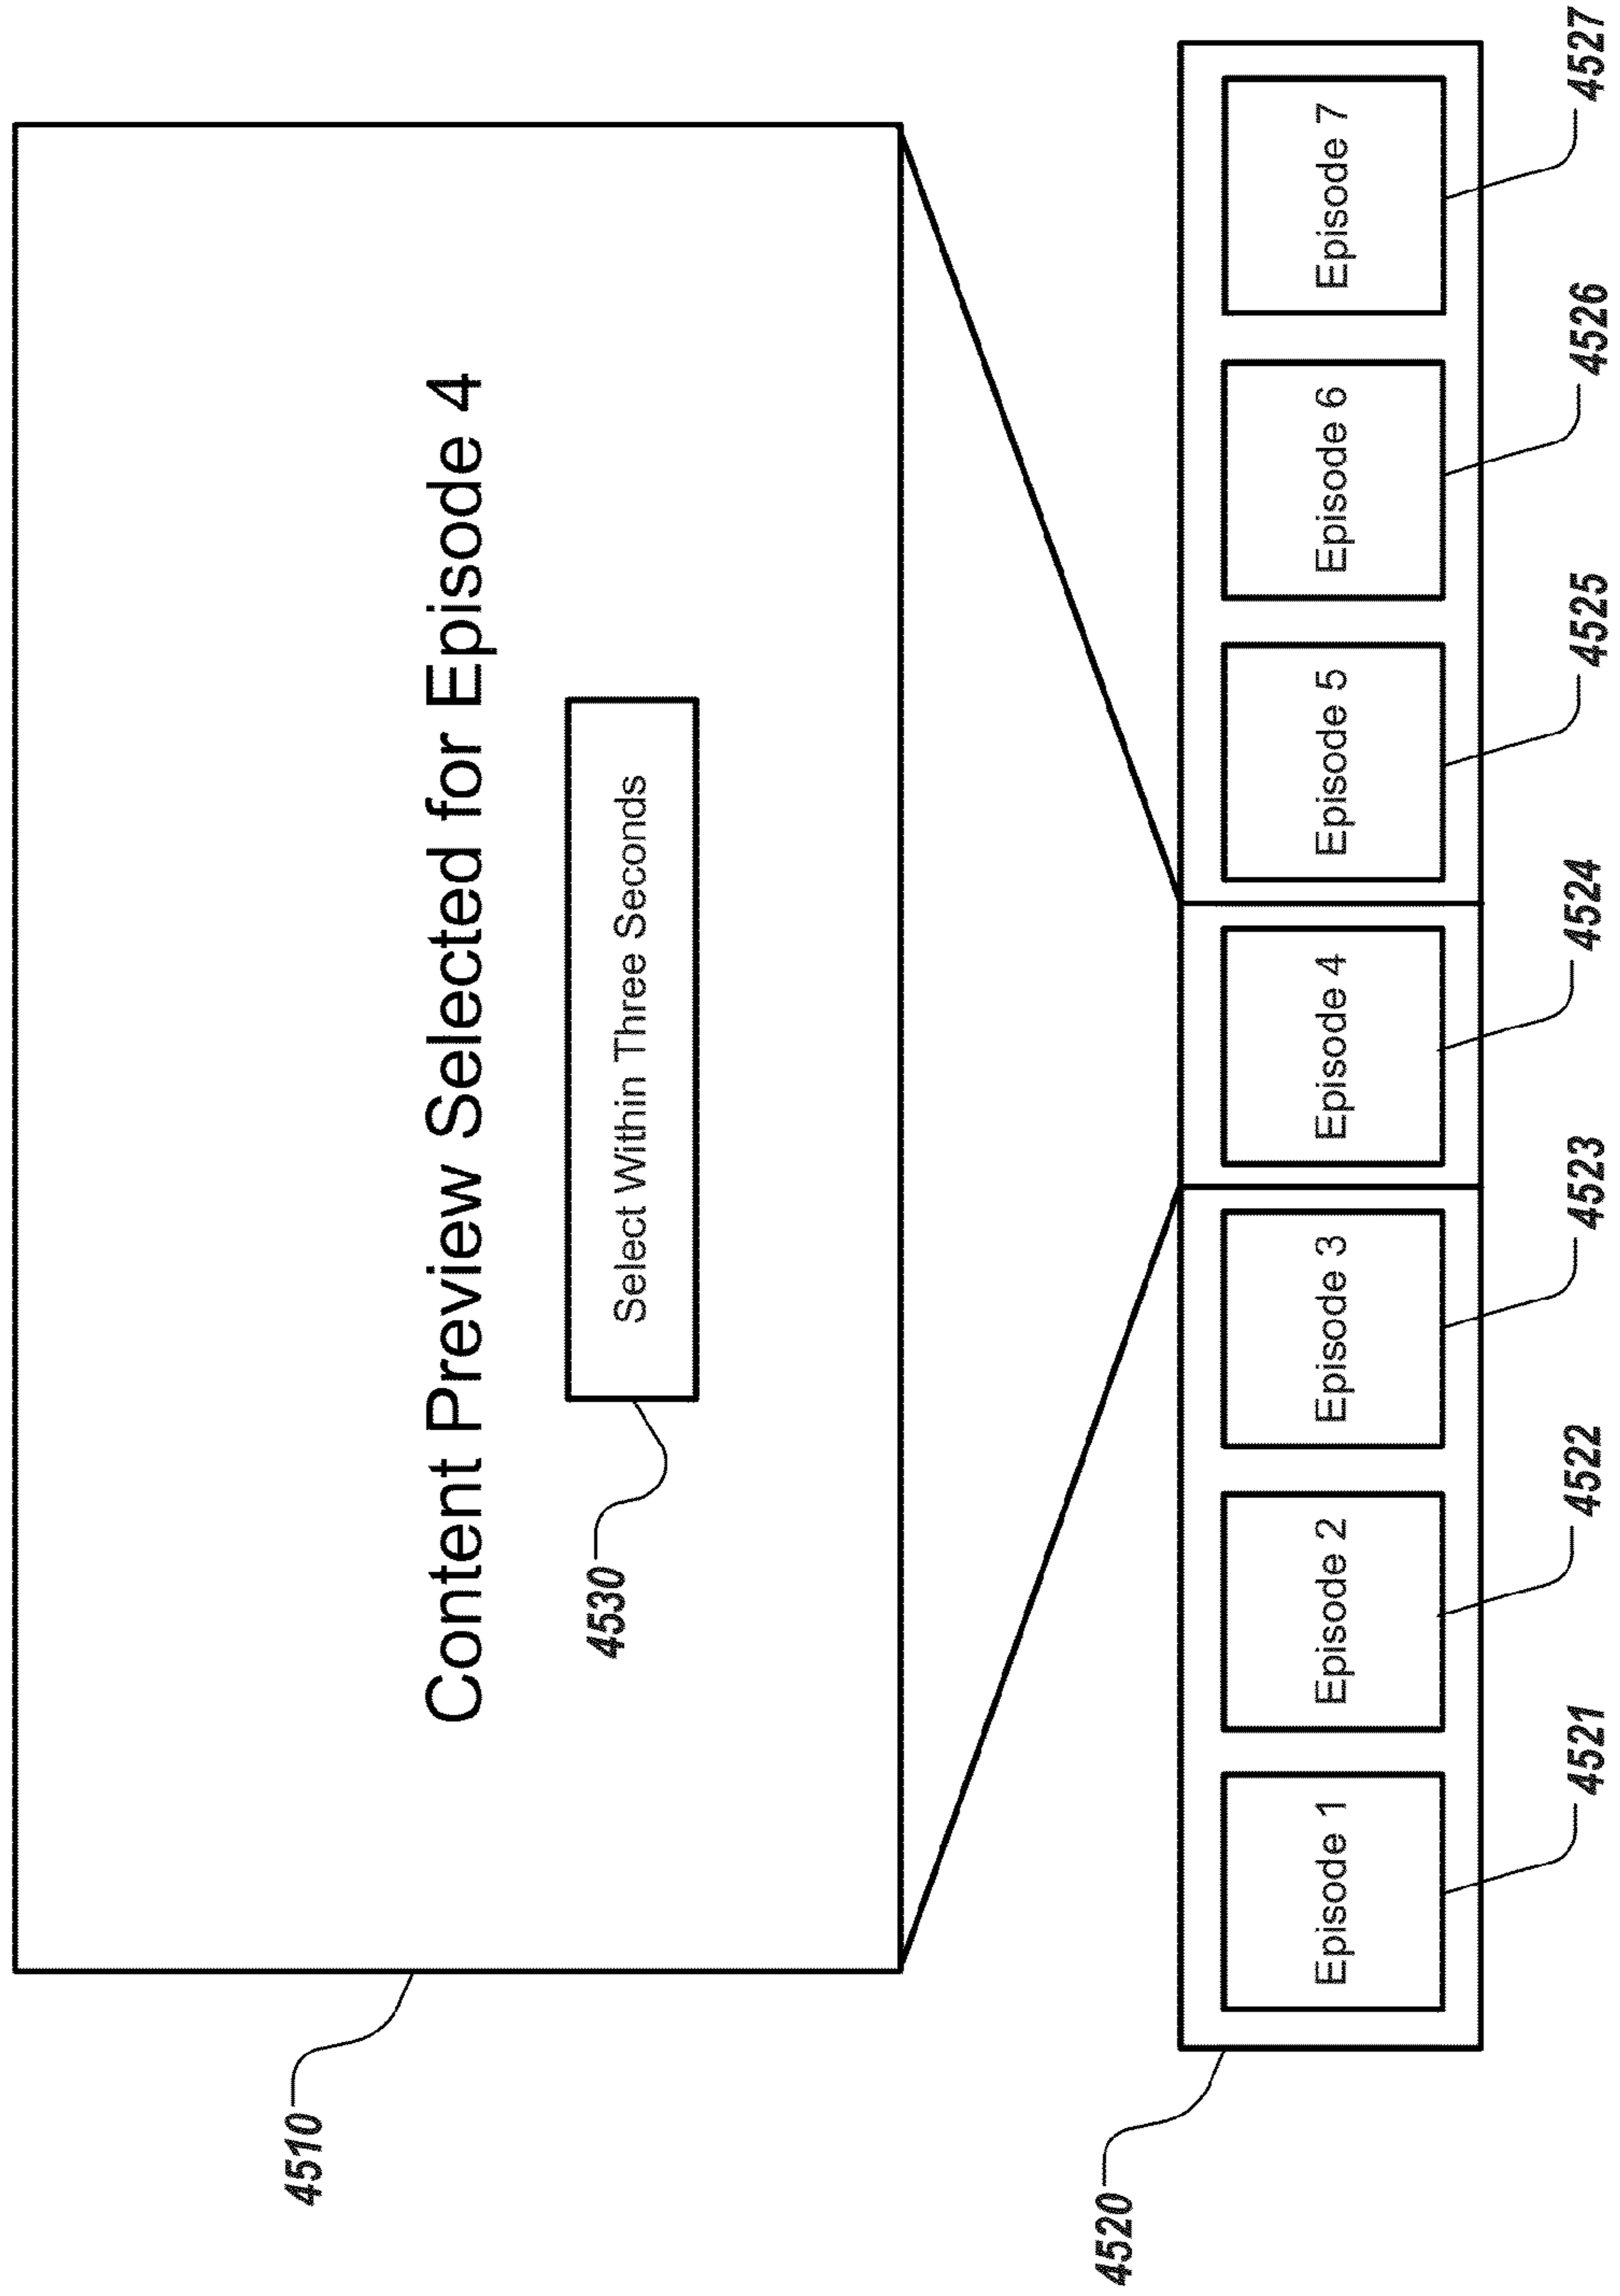 Content Preview Selected for Episode 4
Select Within Three Seconds
4530
4510
4520
Episode 1
Episode 2
Episode 3
Episode 4
Episode 5
Episode 6
Episode 7
4521
4522
4523
4524
4525
4526
4527